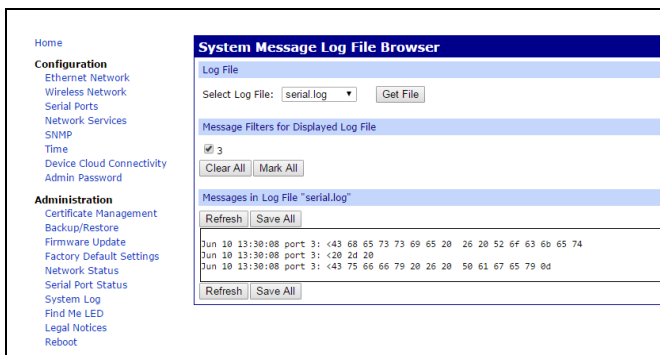 Home
Configuration
Ethernet Network
Wireless Network
Serial Ports
Network Services
SNMP
Time
Device Cloud Connectivity
Admin Password
Administration
Certificate Management
Backup/Restore
Firmware Update
Factory Default Settings
Network Status
Serial Port Status
System Log
Find Me LED
Legal Notices
Reboot
System Message Log File Browser
Log File
Select Log File: serial.log Get File
Message Filters for Displayed Log File
3
Clear All Mark All
Messages in Log File "serial.log"
Refresh Save All
Jun 10 13:30:08 port 3: <43 68 65 73 73 69 65 20 26 20 52 6f 63 6b 65 74
Jun 10 13:30:08 port 3: <20 2d 20
Jun 10 13:30:08 port 3: <43 75 66 66 79 20 26 20 50 61 67 65 79 0d
Refresh Save All